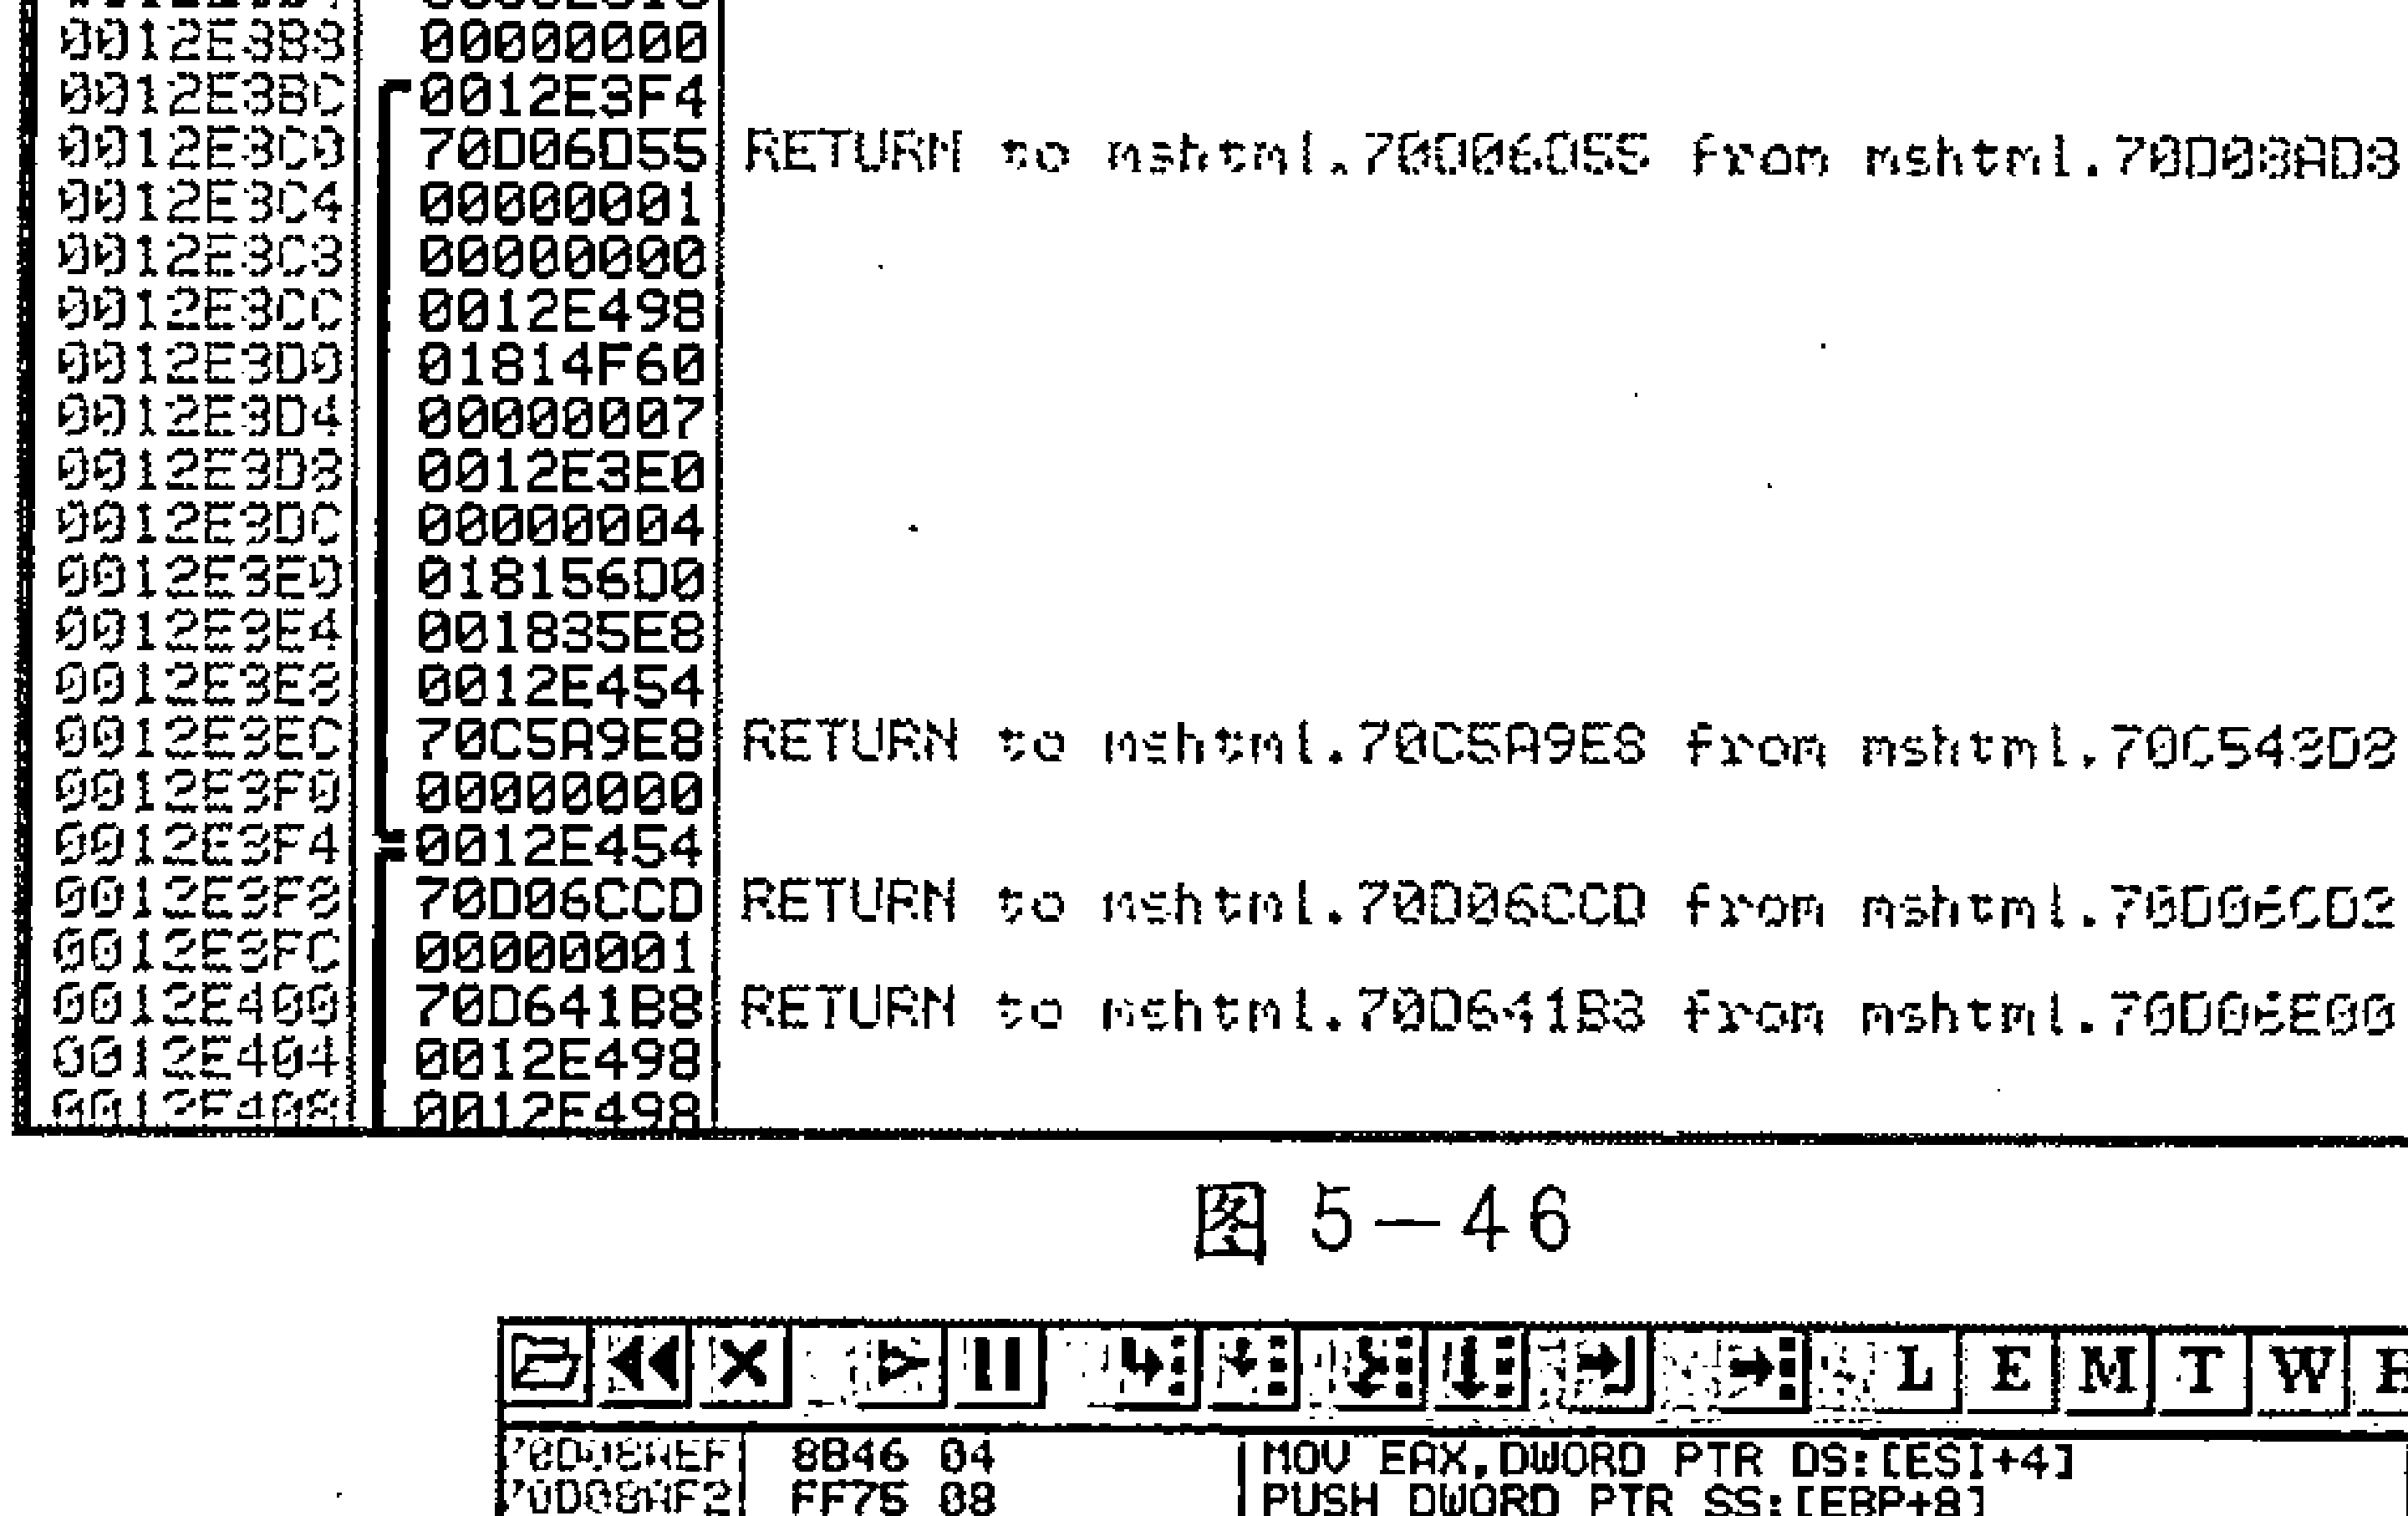 0012E3B8 00000000
0012E3BC 0012E3F4
0012E3C0 70D06D55 RETURN to mshtml.70D06D55 from mshtml.70D08AD8
0012E3C4 00000001
0012E3C8 00000000
0012E3CC 0012E498
0012E3D0 01814F60
0012E3D4 00000007
0012E3D8 0012E3E0
0012E3DC 00000004
0012E3E0 018156D0
0012E3E4 001835E8
0012E3E8 0012E454
0012E3EC 70C5A9E8 RETURN to mshtml.70C5A9E8 from mshtml.70C543D8
0012E3F0 00000000
0012E3F4 0012E454
0012E3F8 70D06CCD RETURN to mshtml.70D06CCD from mshtml.70D06CD2
0012E3FC 00000001
0012E400 70D641B8 RETURN to mshtml.70D641B8 from mshtml.70D06E00
0012E404 0012E498
0012E408 0012E498
图 5-46
L E M T W
70D08AEF 8B46 04 MOV EAX,DWORD PTR DS:[ESI+4]
70D08AF2 FF75 08 PUSH DWORD PTR SS:[EBP+8]